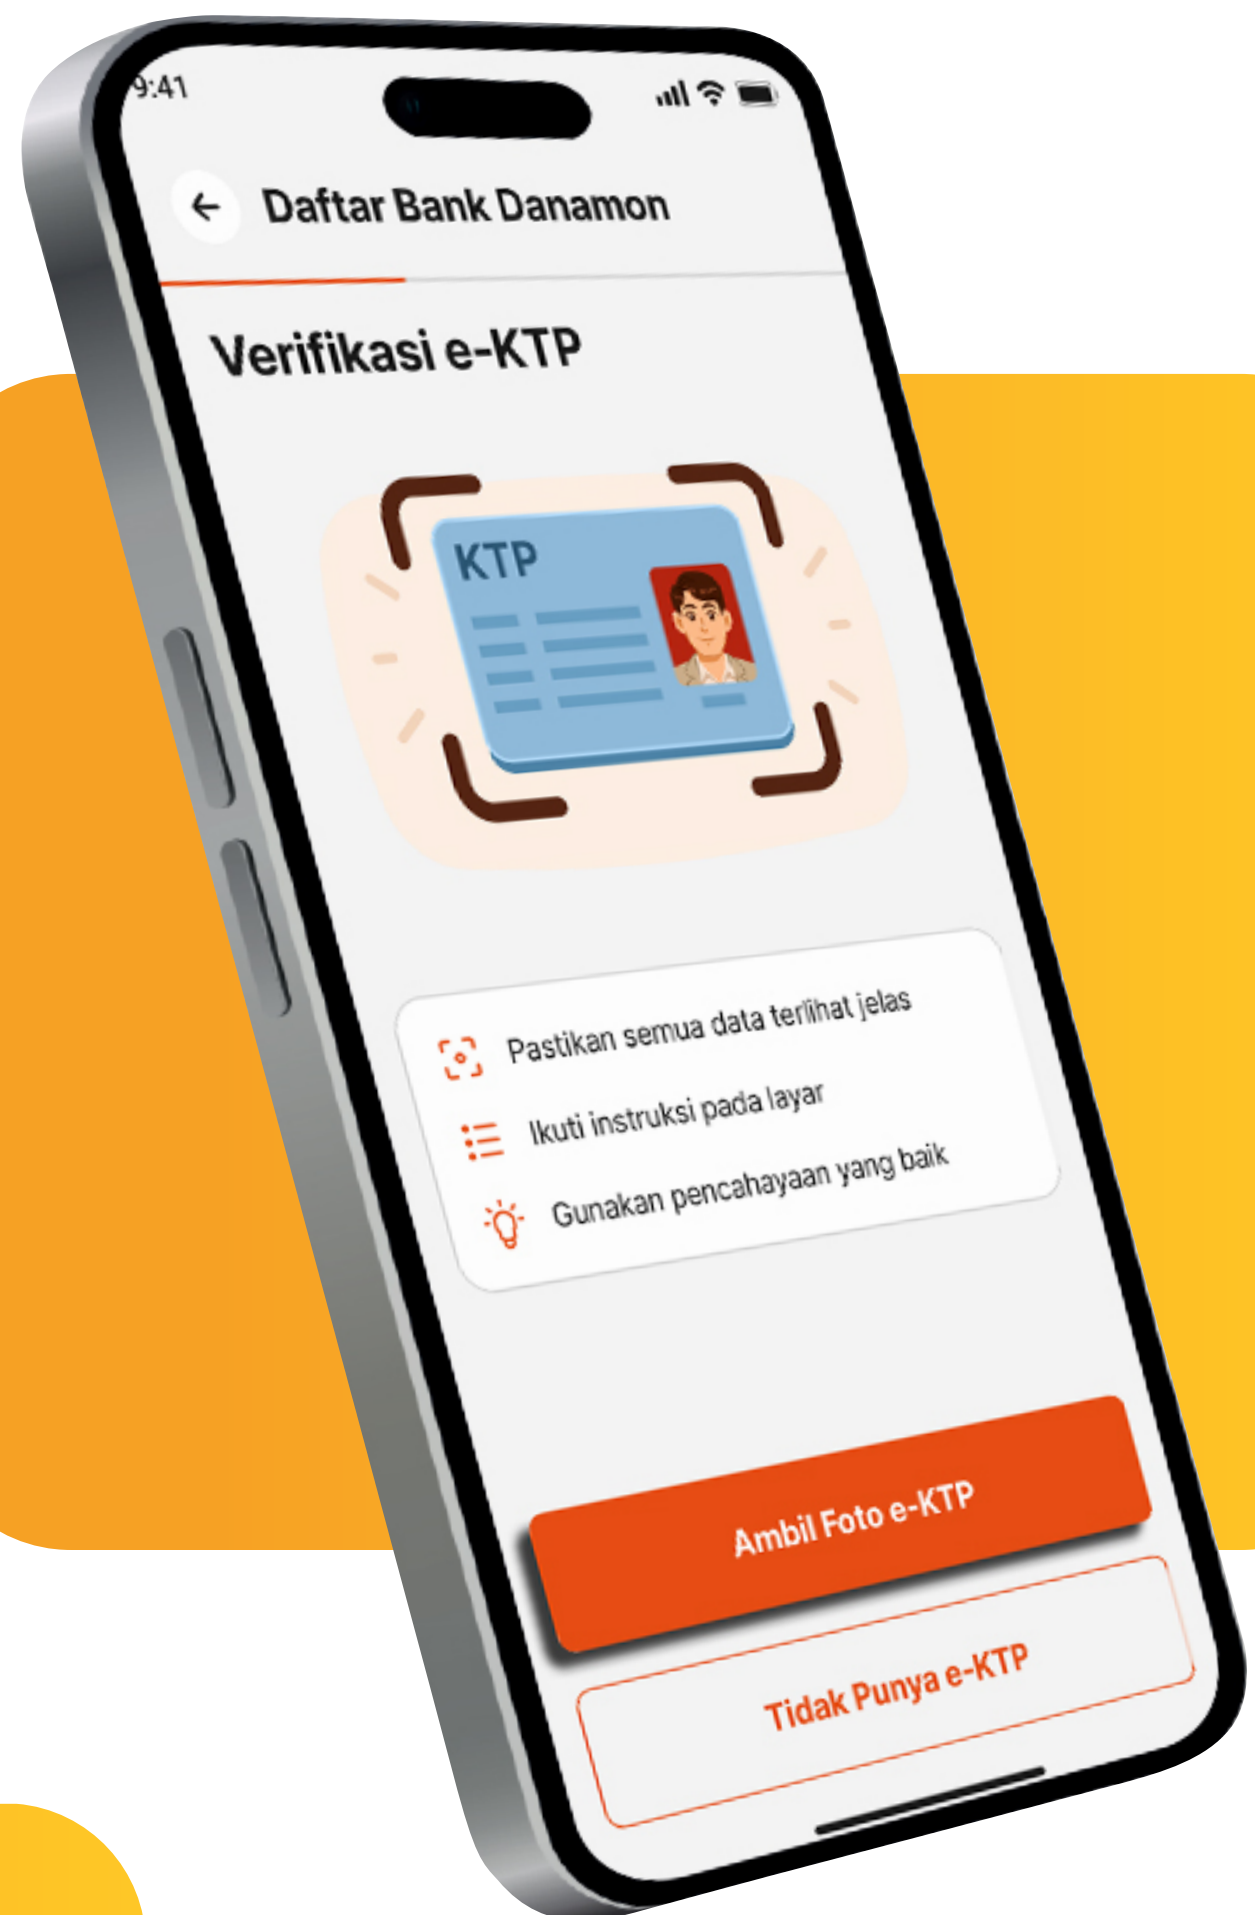 9:41
Daftar Bank Danamon
Verifikasi e-KTP
KTP
Pastikan semua data terlihat jelas
Ikuti instruksi pada layar
Gunakan pencahayaan yang baik
Ambil Foto e-KTP
Tidak Punya e-KTP